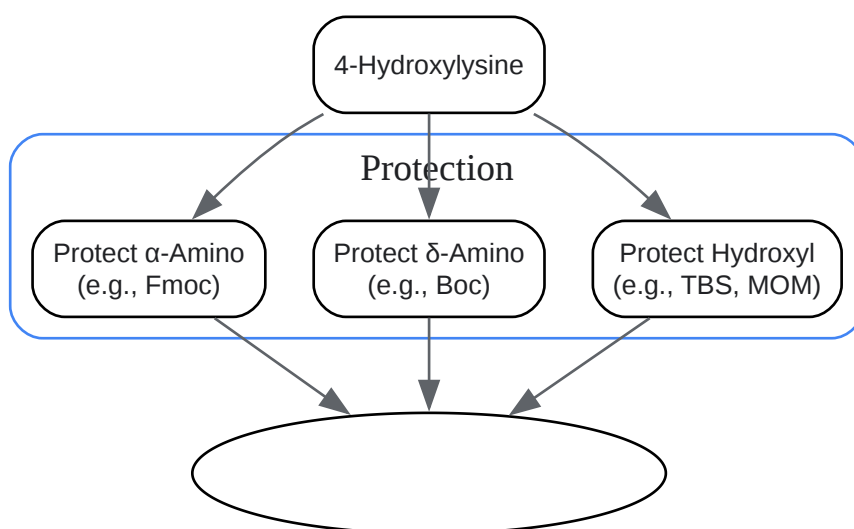 4-Hydroxylysine
Protection
Protect α-Amino
(e.g., Fmoc)
Protect δ-Amino
(e.g., Boc)
Protect Hydroxyl
(e.g., TBS, MOM)